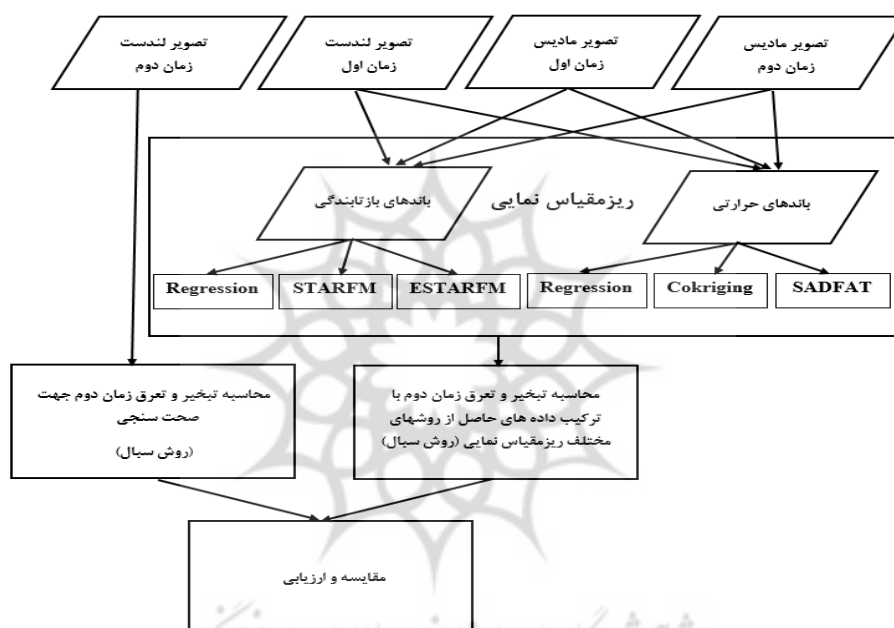 تصویر مادیس
زمان دوم
تصویر مادیس
زمان اول
تصویر لندست
زمان اول
تصویر لندست
زمان دوم
ریزمقیاس نمایی
باندهای حرارتی
باندهای بازتابندگی
Regression
STARFM
ESTARFM
Regression
Cokriging
SADFAT
محاسبه تبخیر و تعرق زمان دوم با
ترکیب داده های حاصل از روشهای
مختلف ریزمقیاس نمایی (روش سبال)
محاسبه تبخیر و تعرق زمان دوم جهت
صحت سنجی
(روش سبال)
مقایسه و ارزیابی